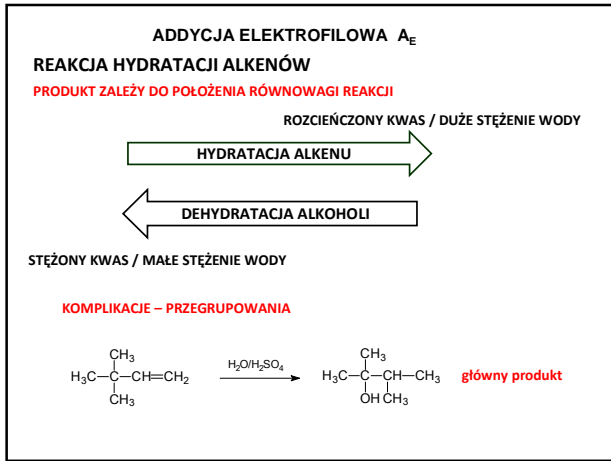 ADDYCJA ELEKTROFILOWA A_E
REAKCJA HYDRATACJI ALKENÓW
PRODUKT ZALEŻY DO POŁOŻENIA RÓWNOWAGI REAKCJI
ROZCIEŃCZONY KWAS / DUŻE STĘŻENIE WODY
HYDRATACJA ALKENU
DEHYDRATACJA ALKOHOLI
STĘŻONY KWAS / MAŁE STĘŻENIE WODY
KOMPLIKACJE – PRZEGRUPOWANIA
CH3
H3C–C–CH=CH2
CH3
H2O/H2SO4
CH3
H3C–C–CH–CH3
OH CH3
główny produkt